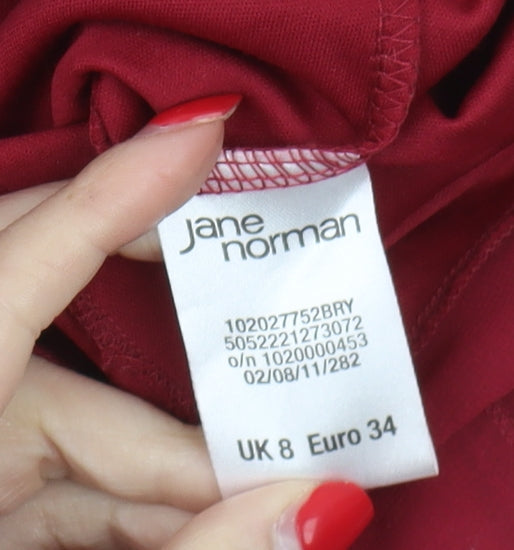 jane
norman
102027752BRY
5052221273072
o/n 1020000453
02/08/11/282
UK 8 Euro 34